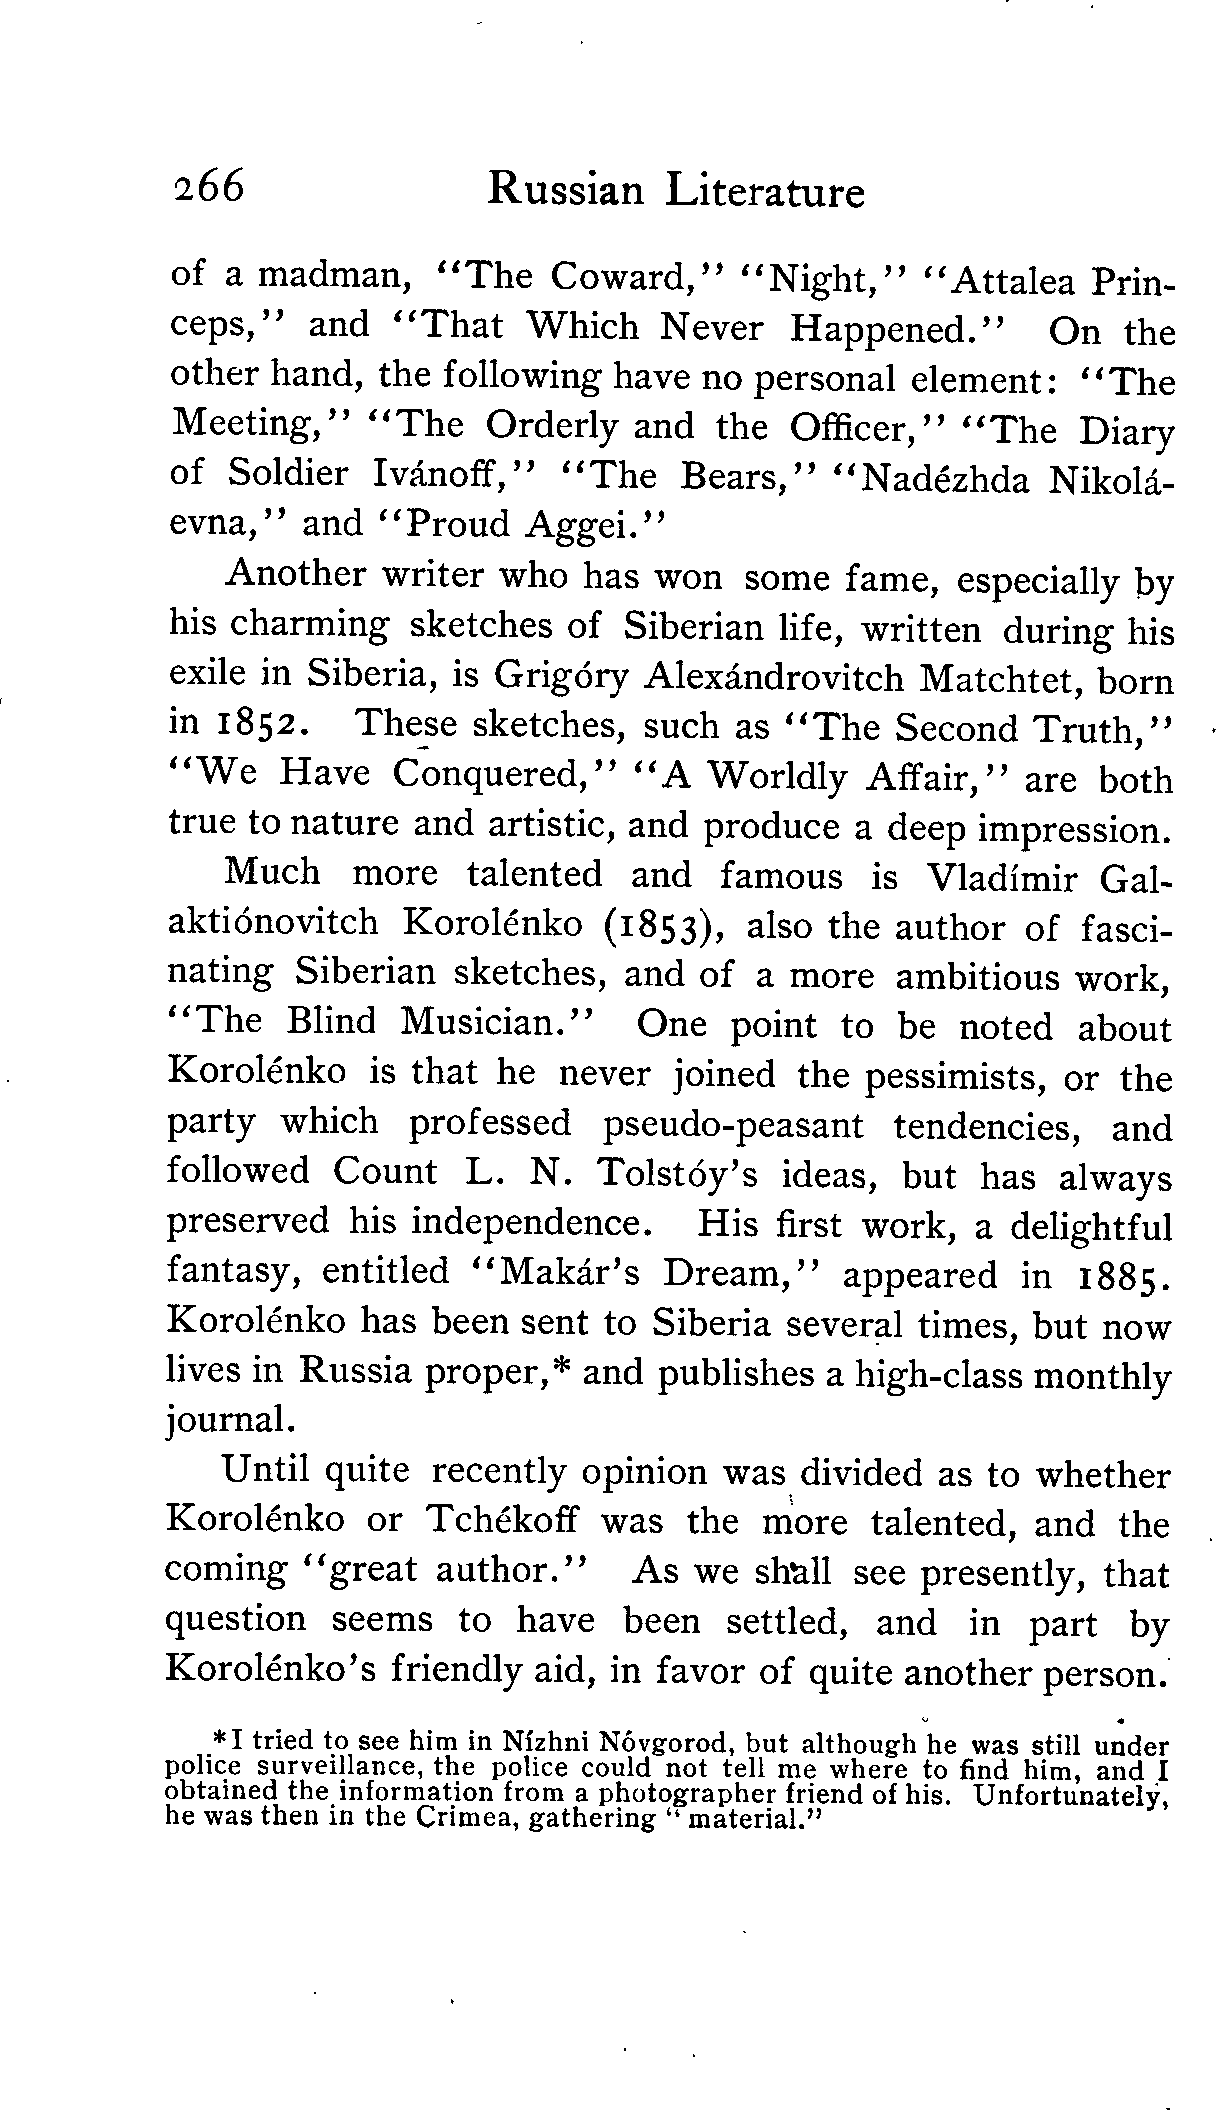 266 Russian Literature
of a madman, "The Coward," "Night," "Attalea Prin-
ceps," and "That Which Never Happened." On the
other hand, the following have no personal element: "The
Meeting," "The Orderly and the Officer," "The Diary
of Soldier Ivánoff," "The Bears," "Nadézhda Nikolá-
evna," and "Proud Aggei."
Another writer who has won some fame, especially by
his charming sketches of Siberian life, written during his
exile in Siberia, is Grigóry Alexándrovitch Matchtet, born
in 1852. These sketches, such as "The Second Truth,"
"We Have Conquered," "A Worldly Affair," are both
true to nature and artistic, and produce a deep impression.
Much more talented and famous is Vladímir Gal-
aktiónovitch Korolénko (1853), also the author of fasci-
nating Siberian sketches, and of a more ambitious work,
"The Blind Musician." One point to be noted about
Korolénko is that he never joined the pessimists, or the
party which professed pseudo-peasant tendencies, and
followed Count L. N. Tolstóy's ideas, but has always
preserved his independence. His first work, a delightful
fantasy, entitled "Makár's Dream," appeared in 1885.
Korolénko has been sent to Siberia several times, but now
lives in Russia proper,* and publishes a high-class monthly
journal.
Until quite recently opinion was divided as to whether
Korolénko or Tchékoff was the more talented, and the
coming "great author." As we shall see presently, that
question seems to have been settled, and in part by
Korolénko's friendly aid, in favor of quite another person.
*I tried to see him in Nízhni Nóvgorod, but although he was still under
police surveillance, the police could not tell me where to find him, and I
obtained the information from a photographer friend of his. Unfortunately,
he was then in the Crimea, gathering "material."